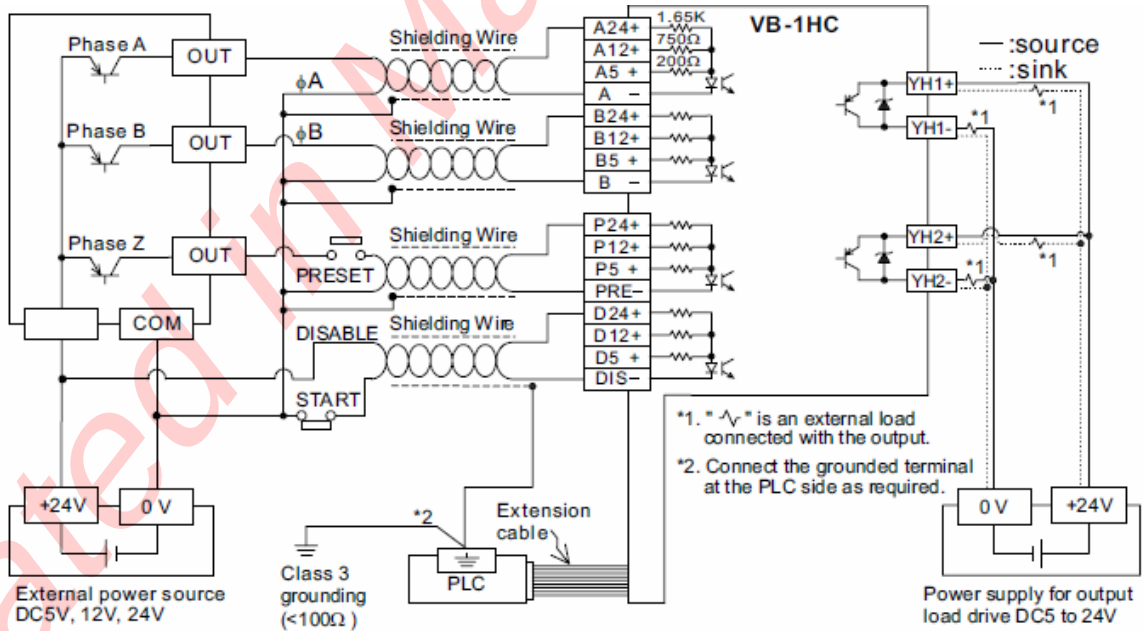 Phase A
OUT
Shielding Wire
φA
Phase B
OUT
φB
Shielding Wire
Phase Z
OUT
PRESET
Shielding Wire
COM
DISABLE
Shielding Wire
START
+24V
0 V
External power source
DC5V, 12V, 24V
*2
Class 3
grounding
(<100Ω )
PLC
Extension
cable
A24+
A12+
A5 +
A –
B24+
B12+
B5 +
B –
P24+
P12+
P5 +
PRE–
D24+
D12+
D5 +
DIS–
1.65K
750Ω
200Ω
VB-1HC
— :source
····· :sink
YH1+
*1
YH1-
*1
YH2+
*1
YH2-
*1
*1. " " is an external load
connected with the output.
*2. Connect the grounded terminal
at the PLC side as required.
0 V
+24V
Power supply for output
load drive DC5 to 24V
ated in Ma